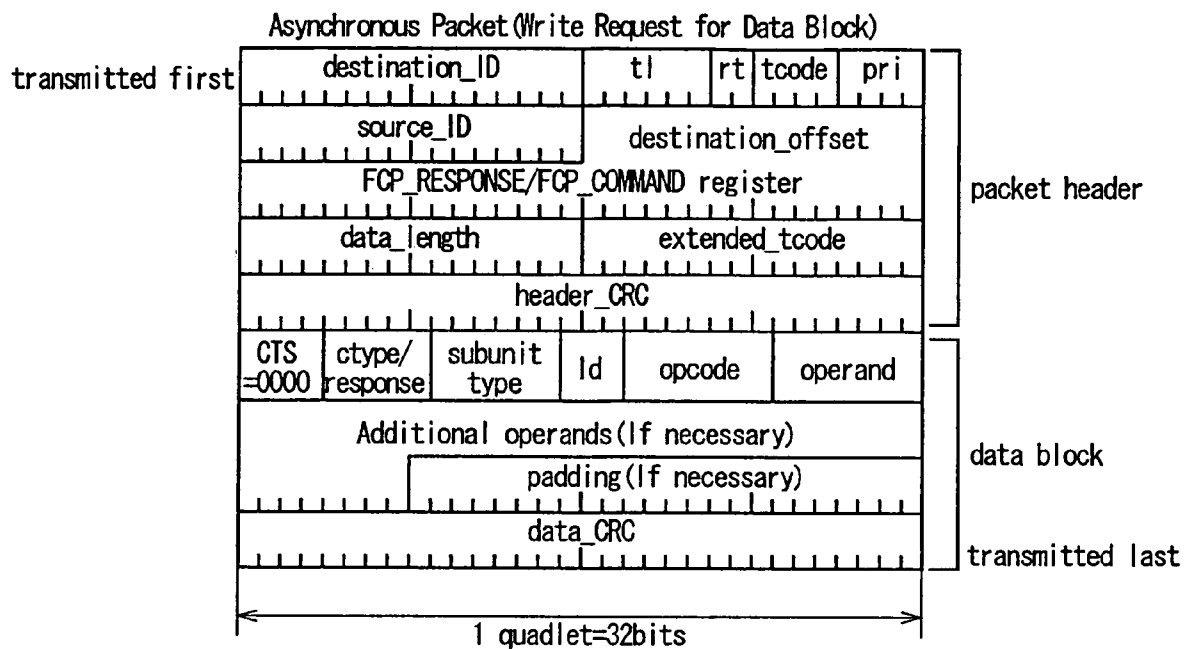 Asynchronous Packet(Write Request for Data Block)
transmitted first
destination_ID tl rt tcode pri
source_ID destination_offset
FCP_RESPONSE/FCP_COMMAND register
packet header
data_length extended_tcode
header_CRC
CTS =0000 ctype/ response subunit type Id opcode operand
Additional operands(If necessary)
data block
padding(If necessary)
data_CRC
transmitted last
1 quadlet=32bits